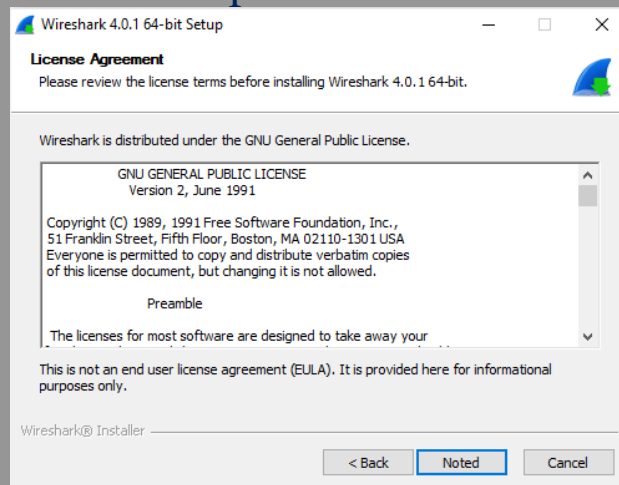 Wireshark 4.0.1 64-bit Setup
License Agreement
Please review the license terms before installing Wireshark 4.0.1 64-bit.
Wireshark is distributed under the GNU General Public License.
GNU GENERAL PUBLIC LICENSE
Version 2, June 1991
Copyright (C) 1989, 1991 Free Software Foundation, Inc.,
51 Franklin Street, Fifth Floor, Boston, MA 02110-1301 USA
Everyone is permitted to copy and distribute verbatim copies
of this license document, but changing it is not allowed.
Preamble
The licenses for most software are designed to take away your
This is not an end user license agreement (EULA). It is provided here for informational
purposes only.
Wireshark® Installer
< Back Noted Cancel